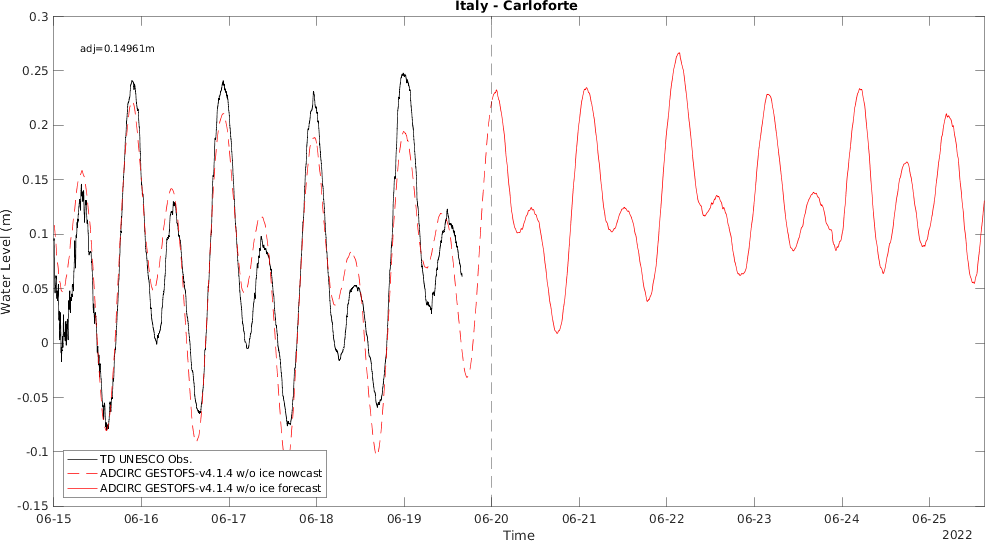 Italy - Carloforte
adj=0.14961m
Water Level (m)
0.3
0.25
0.2
0.15
0.1
0.05
0
-0.05
-0.1
-0.15
TD UNESCO Obs.
ADCIRC GESTOFS-v4.1.4 w/o ice nowcast
ADCIRC GESTOFS-v4.1.4 w/o ice forecast
06-15 06-16 06-17 06-18 06-19 06-20 06-21 06-22 06-23 06-24 06-25
Time
2022